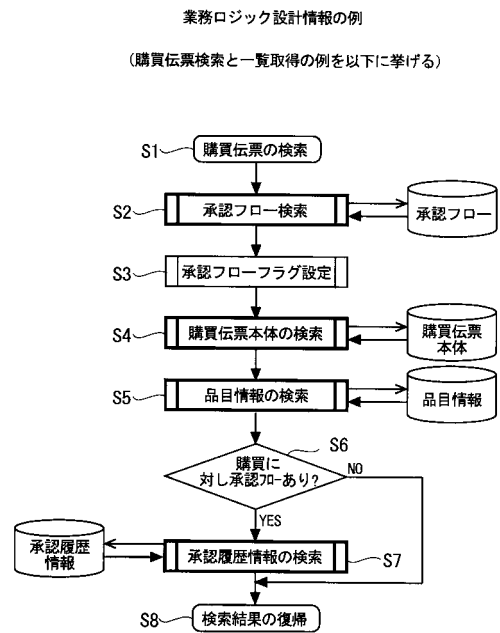 業務ロジック設計情報の例
(購買伝票検索と一覧取得の例を以下に挙げる)
S1
購買伝票の検索
S2
承認フロー検索
承認フロー
S3
承認フローフラグ設定
S4
購買伝票本体の検索
購買伝票
本体
S5
品目情報の検索
品目情報
S6
購買に
対し承認ﾌﾛｰあり?
NO
YES
承認履歴
情報
承認履歴情報の検索
S7
S8
検索結果の復帰